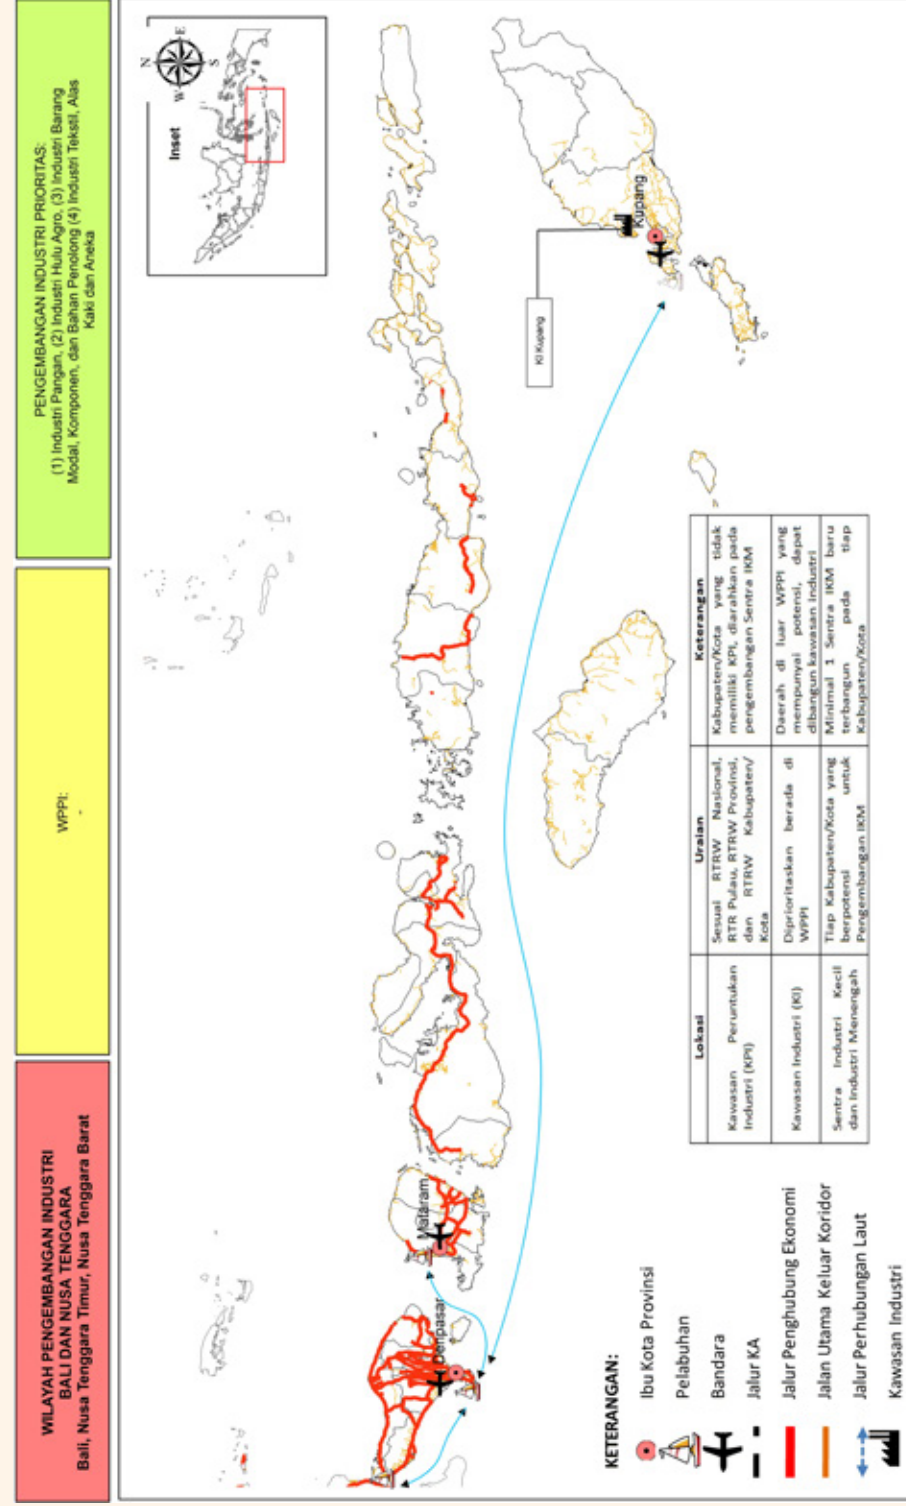 WILAYAH PENGEMBANGAN INDUSTRI
BALI DAN NUSA TENGGARA
Bali, Nusa Tenggara Timur, Nusa Tenggara Barat
WPPI:
-
PENGEMBANGAN INDUSTRI PRIORITAS:
(1) Industri Pangan, (2) Industri Hulu Agro, (3) Industri Barang
Modal, Komponen, dan Bahan Penolong (4) Industri Tekstil, Alas
Kaki dan Aneka
Inset
N
E
S
W
Denpasar
Mataram
Kupang
KI Kupang
KETERANGAN:
Ibu Kota Provinsi
Pelabuhan
Bandara
Jalur KA
Jalur Penghubung Ekonomi
Jalan Utama Keluar Koridor
Jalur Perhubungan Laut
Kawasan Industri
Lokasi
Uraian
Keterangan
Kawasan Peruntukan
Industri (KPI)
Sesuai RTRW Nasional,
RTR Pulau, RTRW Provinsi,
dan RTRW Kabupaten/
Kota
Kabupaten/Kota yang tidak
memiliki KPI, diarahkan pada
pengembangan Sentra IKM
Kawasan Industri (KI)
Diprioritaskan berada di
WPPI
Daerah di luar WPPI yang
mempunyai potensi, dapat
dibangun kawasan industri
Sentra Industri Kecil
dan Industri Menengah
Tiap Kabupaten/Kota yang
berpotensi untuk
Pengembangan IKM
Minimal 1 Sentra IKM baru
terbangun pada tiap
Kabupaten/Kota